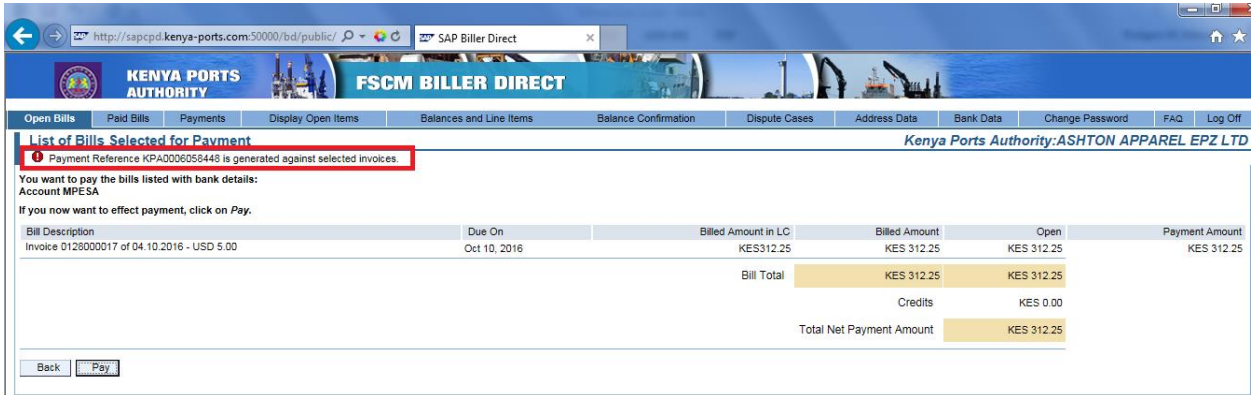 http://sapcpd.kenya-ports.com:50000/bd/public/ SAP Biller Direct
KENYA PORTS
AUTHORITY
FSCM BILLER DIRECT
Open Bills Paid Bills Payments Display Open Items Balances and Line Items Balance Confirmation Dispute Cases Address Data Bank Data Change Password FAQ Log Off
List of Bills Selected for Payment Kenya Ports Authority:ASHTON APPAREL EPZ LTD
Payment Reference KPA0006058448 is generated against selected invoices.
You want to pay the bills listed with bank details:
Account MPESA
If you now want to effect payment, click on Pay.
Bill Description Due On Billed Amount in LC Billed Amount Open Payment Amount
Invoice 0128000017 of 04.10.2016 - USD 5.00 Oct 10, 2016 KES312.25 KES 312.25 KES 312.25 KES 312.25
Bill Total KES 312.25 KES 312.25
Credits KES 0.00
Total Net Payment Amount KES 312.25
Back Pay